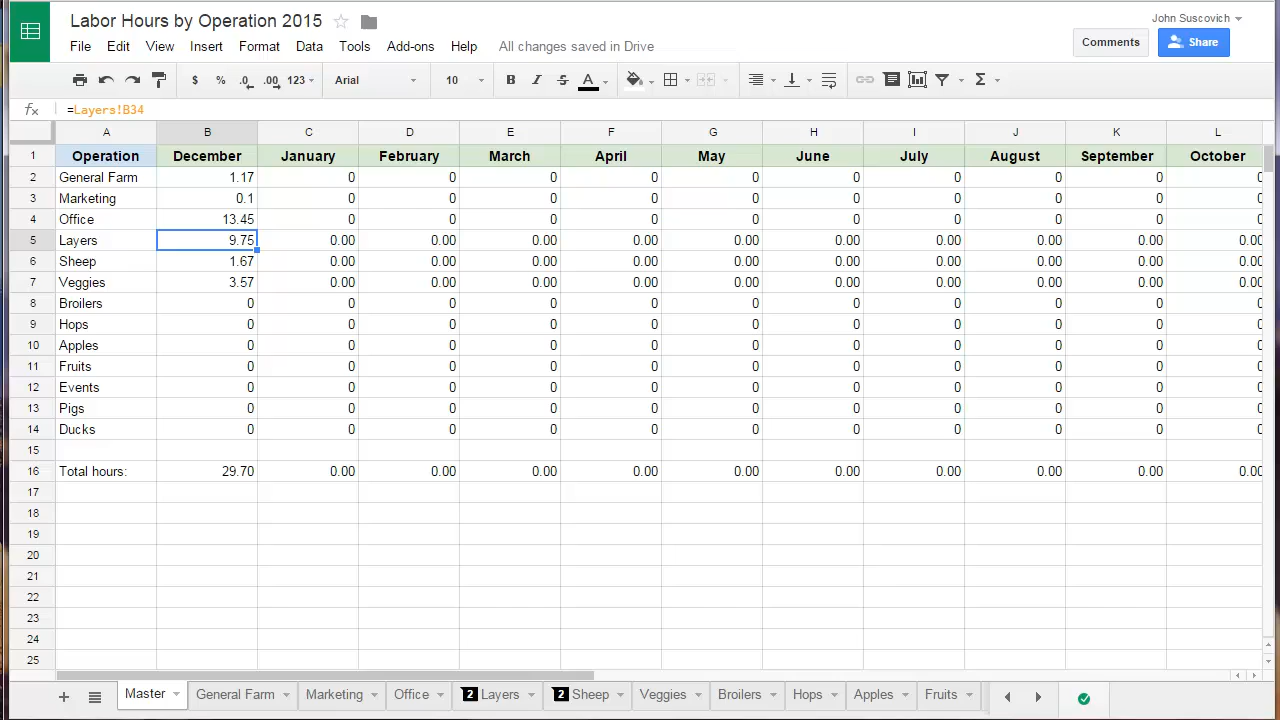 Labor Hours by Operation 2015
John Suscovich
File Edit View Insert Format Data Tools Add-ons Help All changes saved in Drive
Comments Share
$ % .0 .00 123 Arial 10 B I S A Σ
fx =Layers!B34
A B C D E F G H I J K L
1 Operation December January February March April May June July August September October
2 General Farm 1.17 0 0 0 0 0 0 0 0 0 0
3 Marketing 0.1 0 0 0 0 0 0 0 0 0 0
4 Office 13.45 0 0 0 0 0 0 0 0 0 0
5 Layers 9.75 0.00 0.00 0.00 0.00 0.00 0.00 0.00 0.00 0.00 0.00
6 Sheep 1.67 0.00 0.00 0.00 0.00 0.00 0.00 0.00 0.00 0.00 0.00
7 Veggies 3.57 0.00 0.00 0.00 0.00 0.00 0.00 0.00 0.00 0.00 0.00
8 Broilers 0 0 0 0 0 0 0 0 0 0 0
9 Hops 0 0 0 0 0 0 0 0 0 0 0
10 Apples 0 0 0 0 0 0 0 0 0 0 0
11 Fruits 0 0 0 0 0 0 0 0 0 0 0
12 Events 0 0 0 0 0 0 0 0 0 0 0
13 Pigs 0 0 0 0 0 0 0 0 0 0 0
14 Ducks 0 0 0 0 0 0 0 0 0 0 0
15
16 Total hours: 29.70 0.00 0.00 0.00 0.00 0.00 0.00 0.00 0.00 0.00 0.00
17
18
19
20
21
22
23
24
25
Master General Farm Marketing Office 2 Layers 2 Sheep Veggies Broilers Hops Apples Fruits